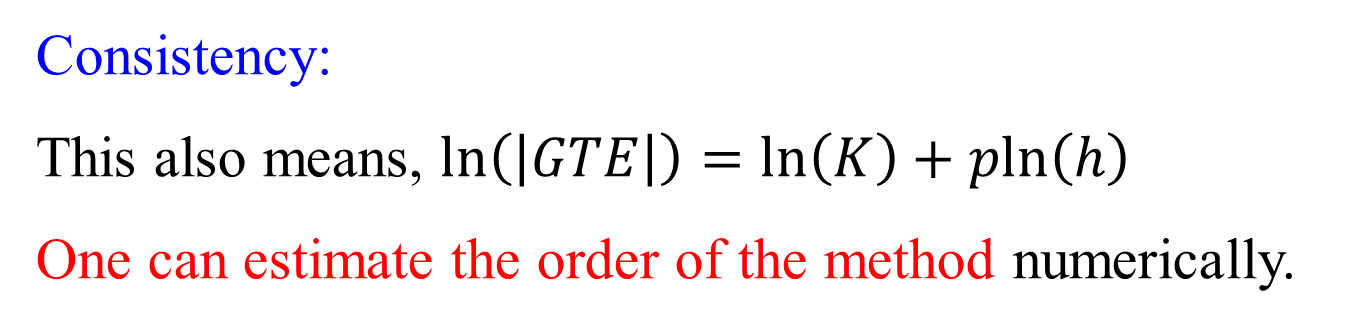 Consistency:
This also means, ln(|GTE|) = ln(K) + pln(h)
One can estimate the order of the method numerically.